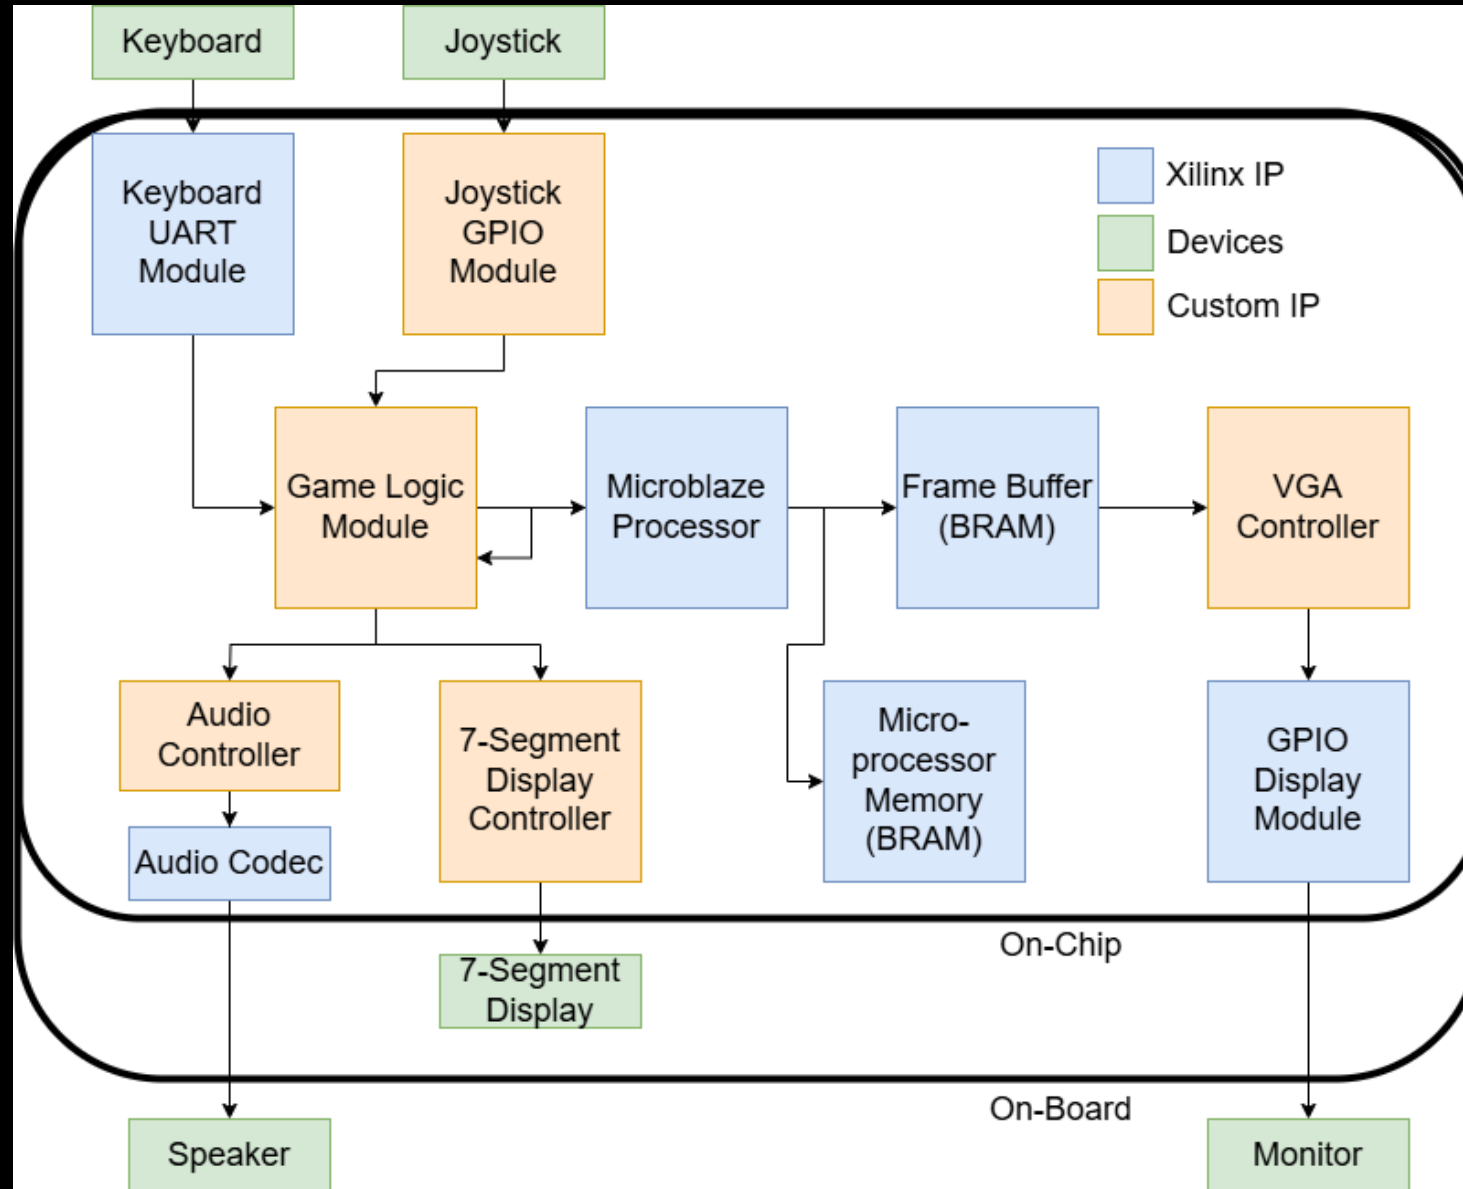 Keyboard
Joystick
Keyboard
UART
Module
Joystick
GPIO
Module
Xilinx IP
Devices
Custom IP
Game Logic
Module
Microblaze
Processor
Frame Buffer
(BRAM)
VGA
Controller
Audio
Controller
7-Segment
Display
Controller
Micro-
processor
Memory
(BRAM)
GPIO
Display
Module
Audio Codec
On-Chip
7-Segment
Display
On-Board
Speaker
Monitor